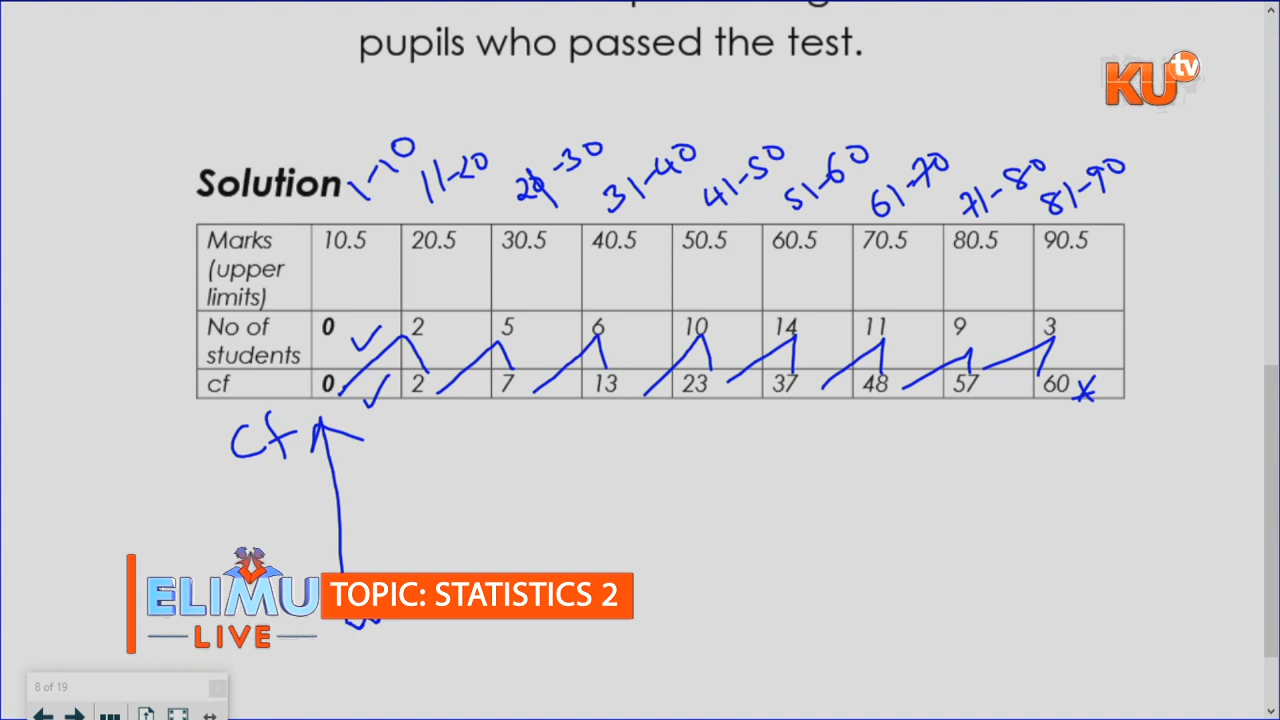 pupils who passed the test.
KU tv
Solution
1-10 11-20 21-30 31-40 41-50 51-60 61-70 71-80 81-90
Marks (upper limits) 10.5 20.5 30.5 40.5 50.5 60.5 70.5 80.5 90.5
No of students 0 2 5 6 10 14 11 9 3
cf 0 2 7 13 23 37 48 57 60
Cf
ELIMU
LIVE
TOPIC: STATISTICS 2
8 of 19